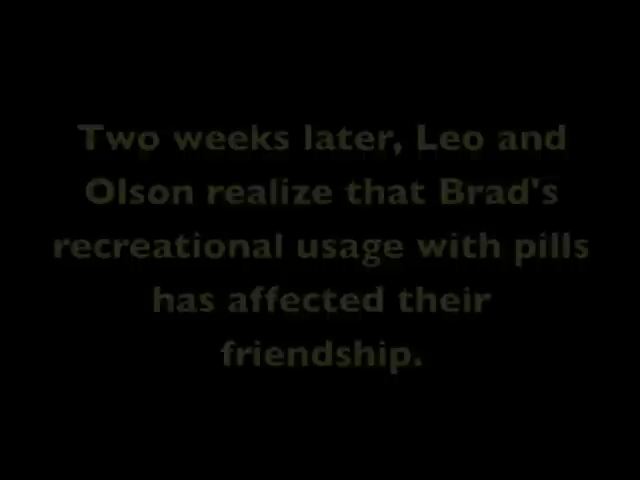 Two weeks later, Leo and
Olson realize that Brad's
recreational usage with pills
has affected their
friendship.